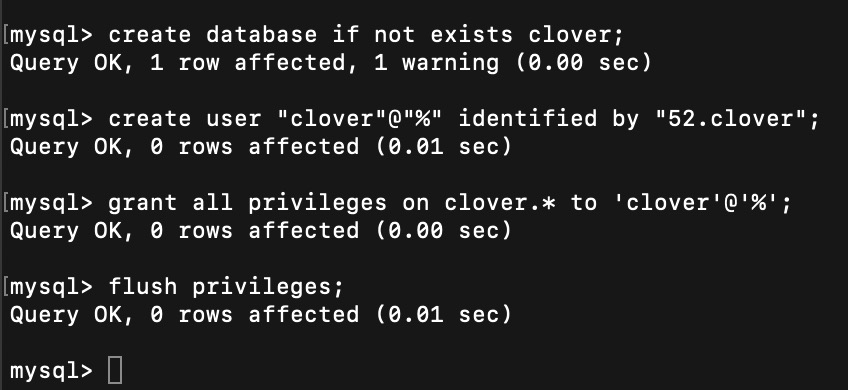 [mysql> create database if not exists clover;
Query OK, 1 row affected, 1 warning (0.00 sec)
[mysql> create user "clover"@"%" identified by "52.clover";
Query OK, 0 rows affected (0.01 sec)
[mysql> grant all privileges on clover.* to 'clover'@'%';
Query OK, 0 rows affected (0.00 sec)
[mysql> flush privileges;
Query OK, 0 rows affected (0.01 sec)
mysql>